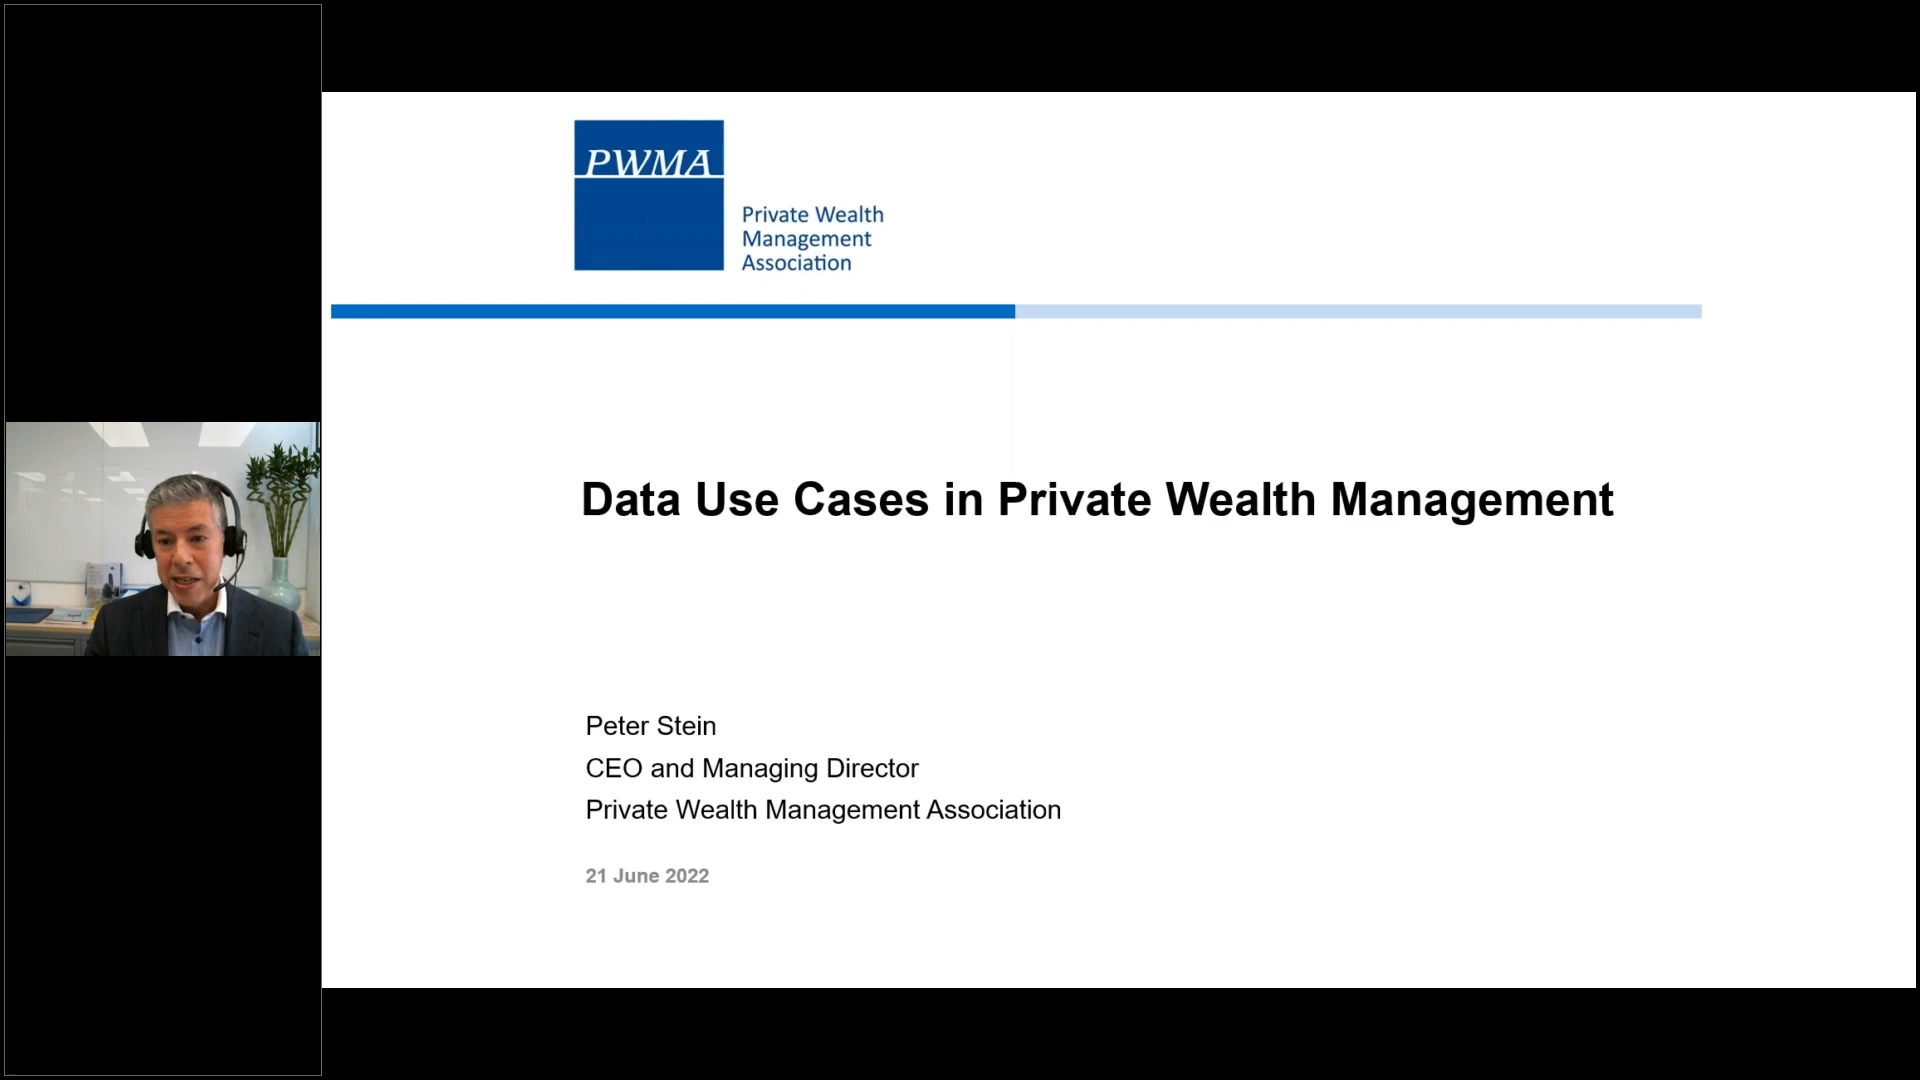 PWMA
Private Wealth
Management
Association
Data Use Cases in Private Wealth Management
Peter Stein
CEO and Managing Director
Private Wealth Management Association
21 June 2022